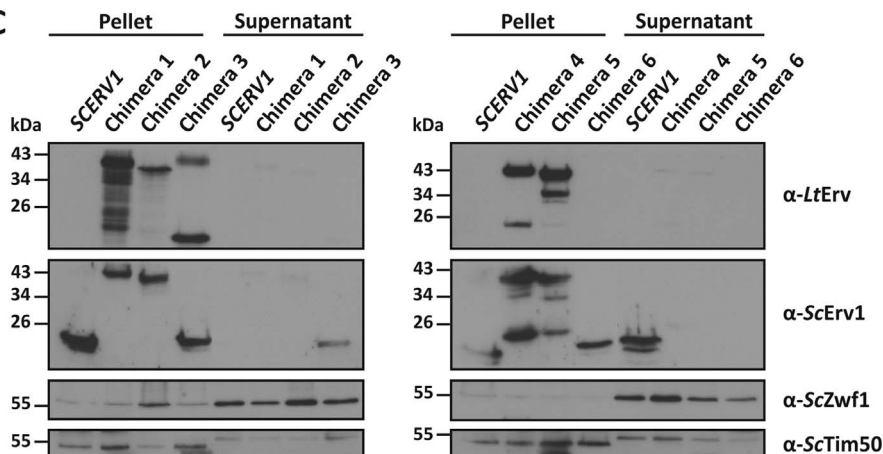 C
Pellet Supernatant Pellet Supernatant
SCERV1 Chimera 1 Chimera 2 Chimera 3 SCERV1 Chimera 1 Chimera 2 Chimera 3 SCERV1 Chimera 4 Chimera 5 Chimera 6 SCERV1 Chimera 4 Chimera 5 Chimera 6
kDa kDa
43 43
34 34 α-LtErv
26 26
43 43
34 34 α-ScErv1
26 26
55 55 α-ScZwf1
55 55 α-ScTim50